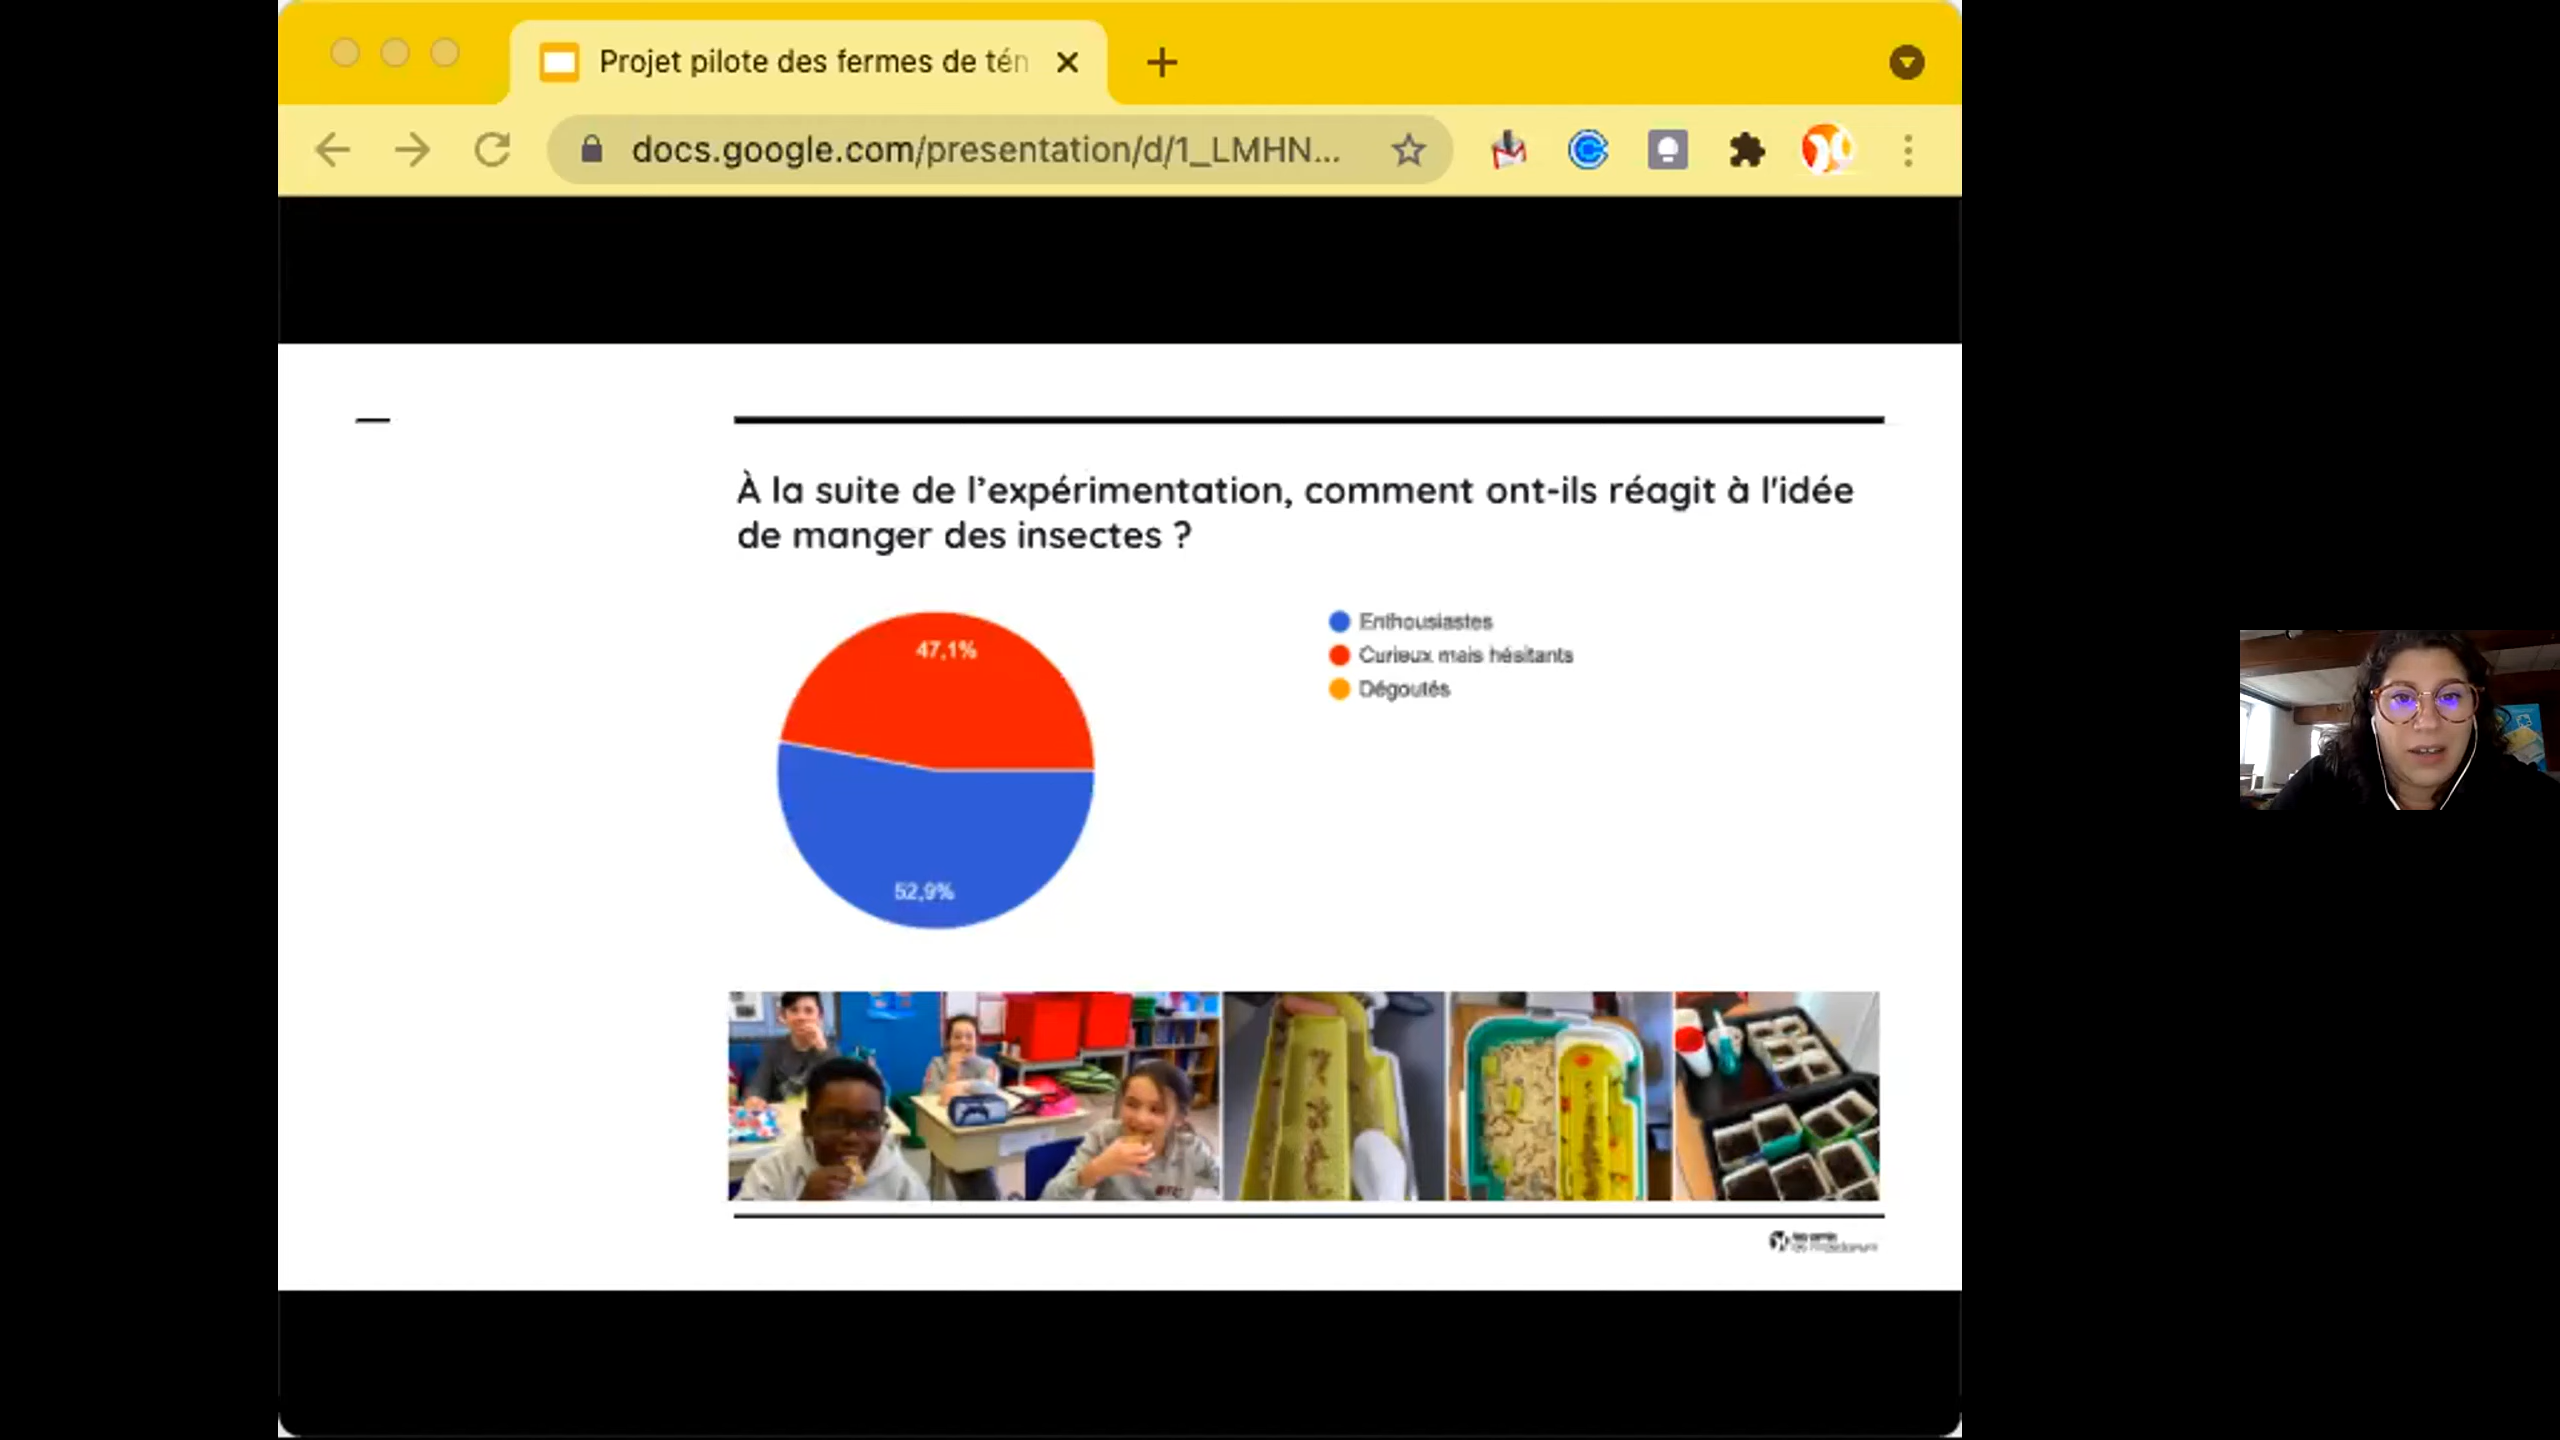 Projet pilote des fermes de tén
docs.google.com/presentation/d/1_LMHN...
À la suite de l’expérimentation, comment ont-ils réagit à l'idée
de manger des insectes ?
47,1%
52,9%
Enthousiastes
Curieux mais hésitants
Dégoutés